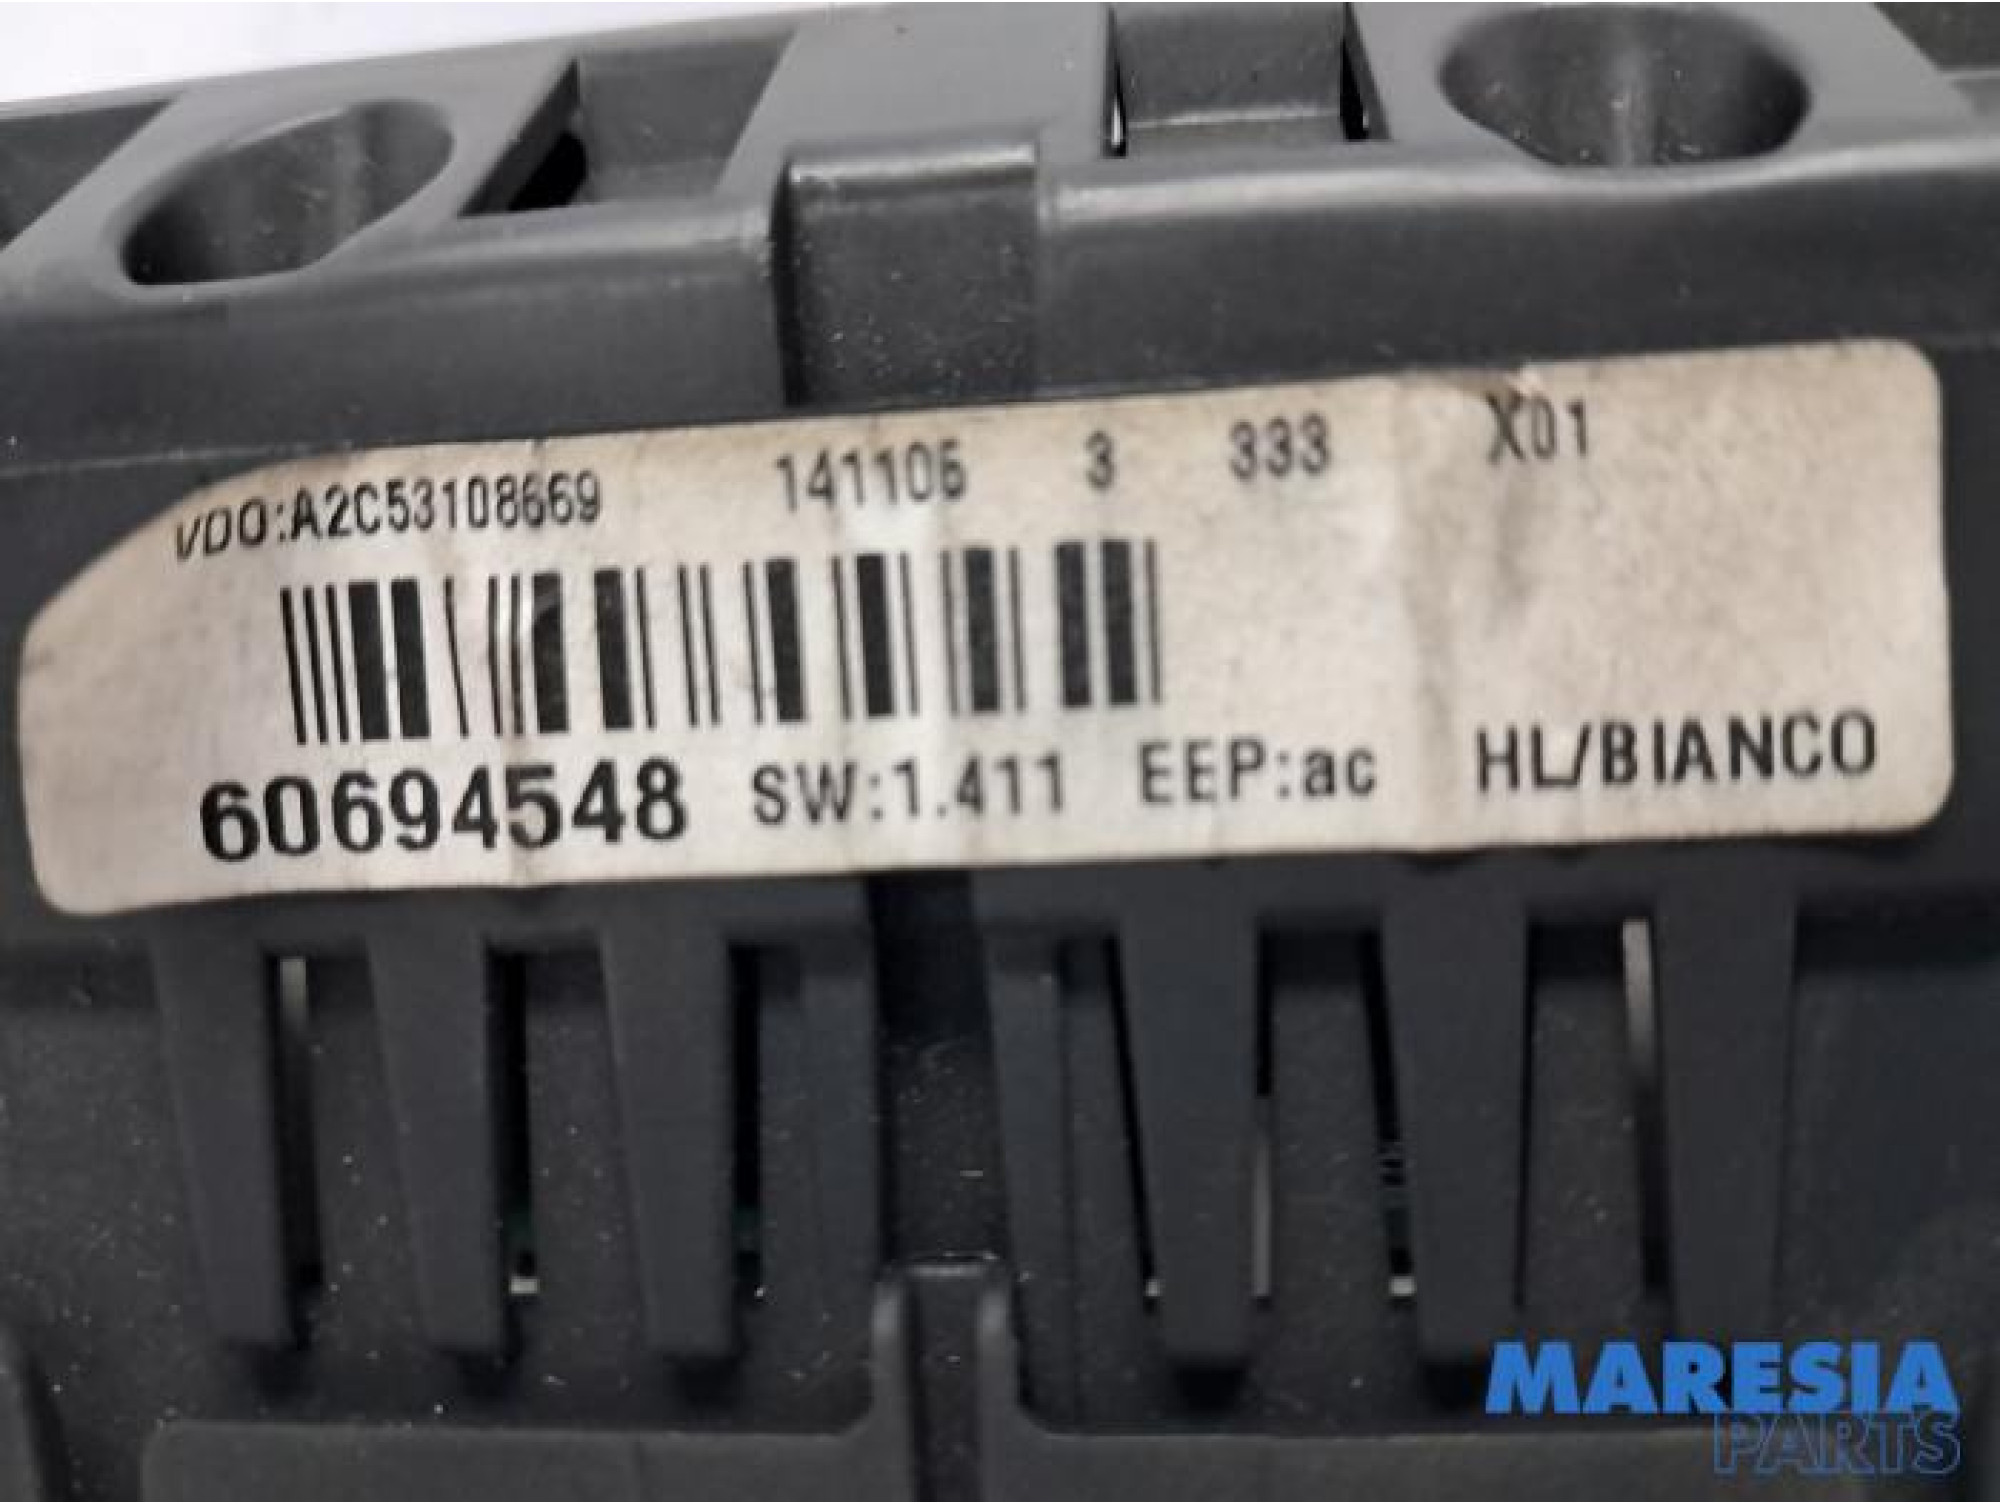 VDO:A2C53108669 141106 3 333 X01
60694548 SW:1.411 EEP:ac HL/BIANCO
MARESIA
PARTS